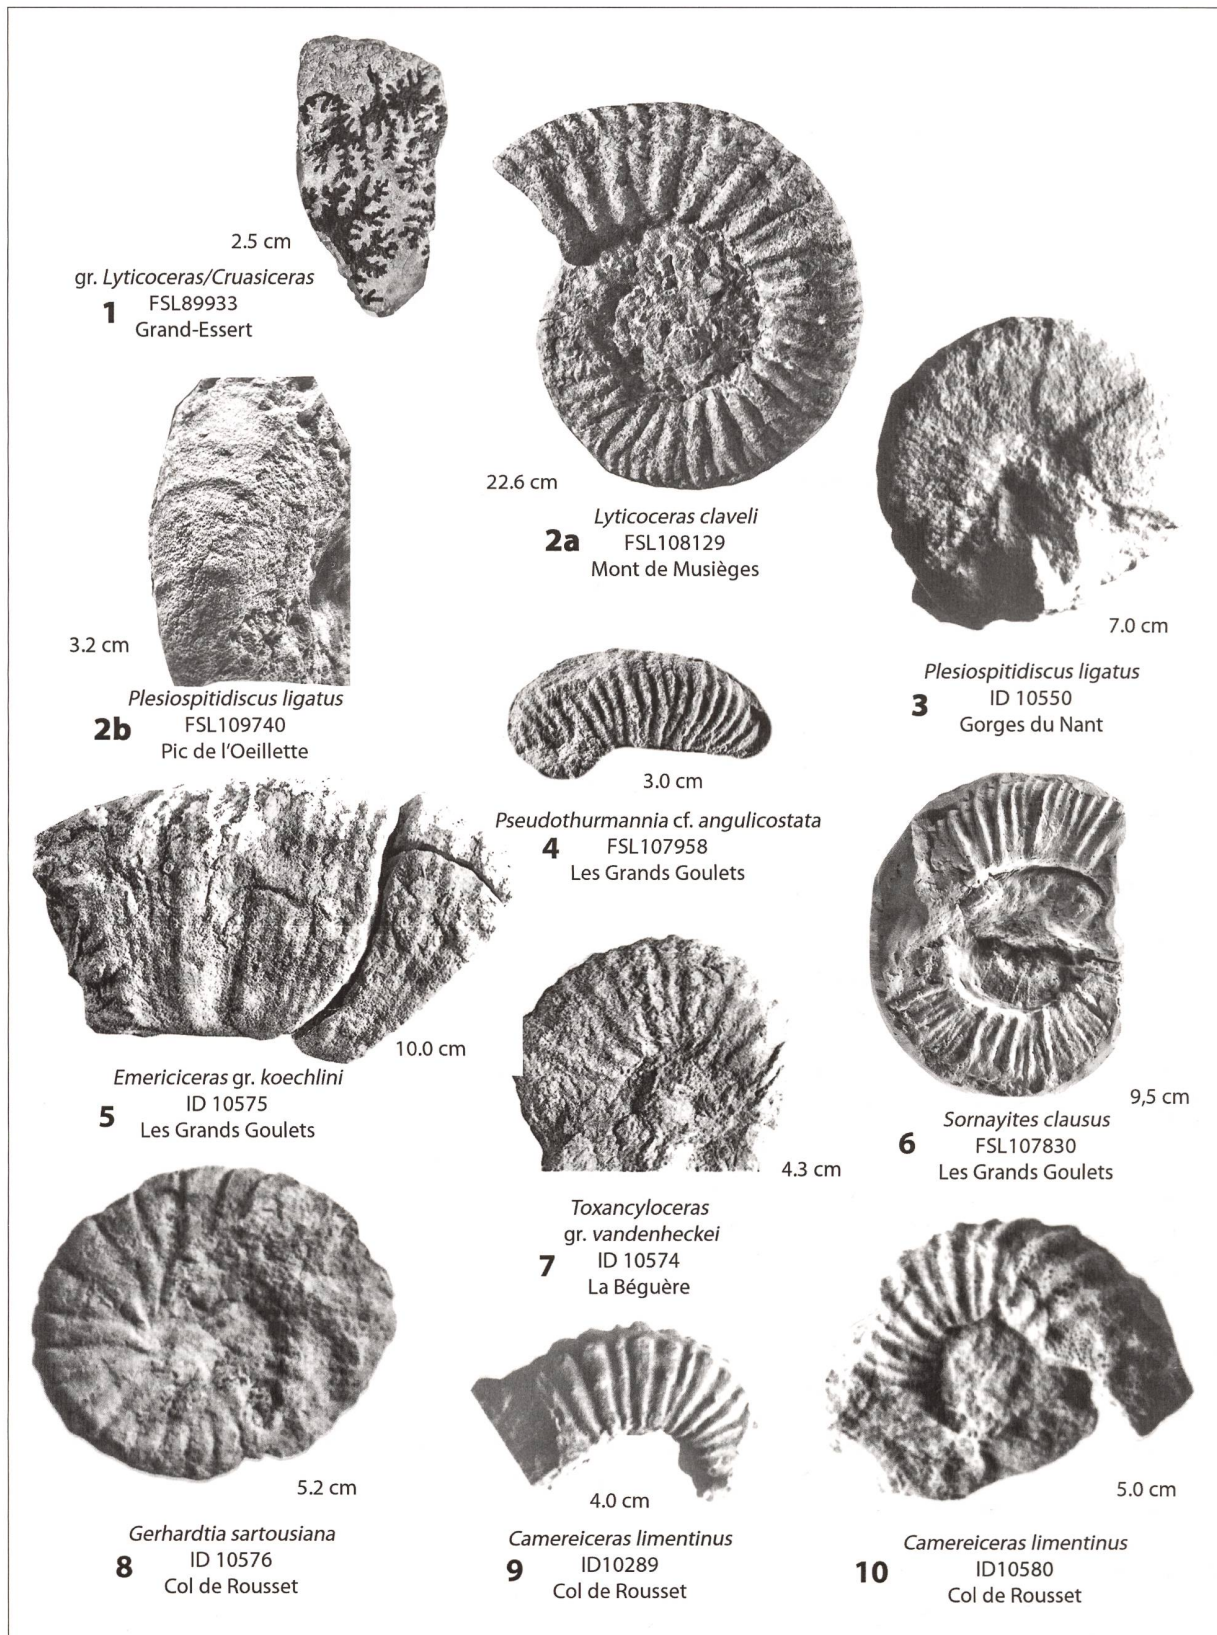 2.5 cm
gr. Lyticoceras/Cruasiceras
1
FSL89933
Grand-Essert
22.6 cm
Lyticoceras claveli
2a
FSL108129
Mont de Musièges
3.2 cm
Plesiospitidiscus ligatus
2b
FSL109740
Pic de l'Oeillette
7.0 cm
Plesiospitidiscus ligatus
3
ID 10550
Gorges du Nant
3.0 cm
Pseudothurmannia cf. angulicostata
4
FSL107958
Les Grands Goulets
10.0 cm
Emericiceras gr. koechlini
5
ID 10575
Les Grands Goulets
9,5 cm
Sornayites clausus
6
FSL107830
Les Grands Goulets
4.3 cm
Toxancyloceras
gr. vandenheckei
7
ID 10574
La Béguère
5.2 cm
Gerhardtia sartousiana
8
ID 10576
Col de Rousset
4.0 cm
Camereiceras limentinus
9
ID10289
Col de Rousset
5.0 cm
Camereiceras limentinus
10
ID10580
Col de Rousset